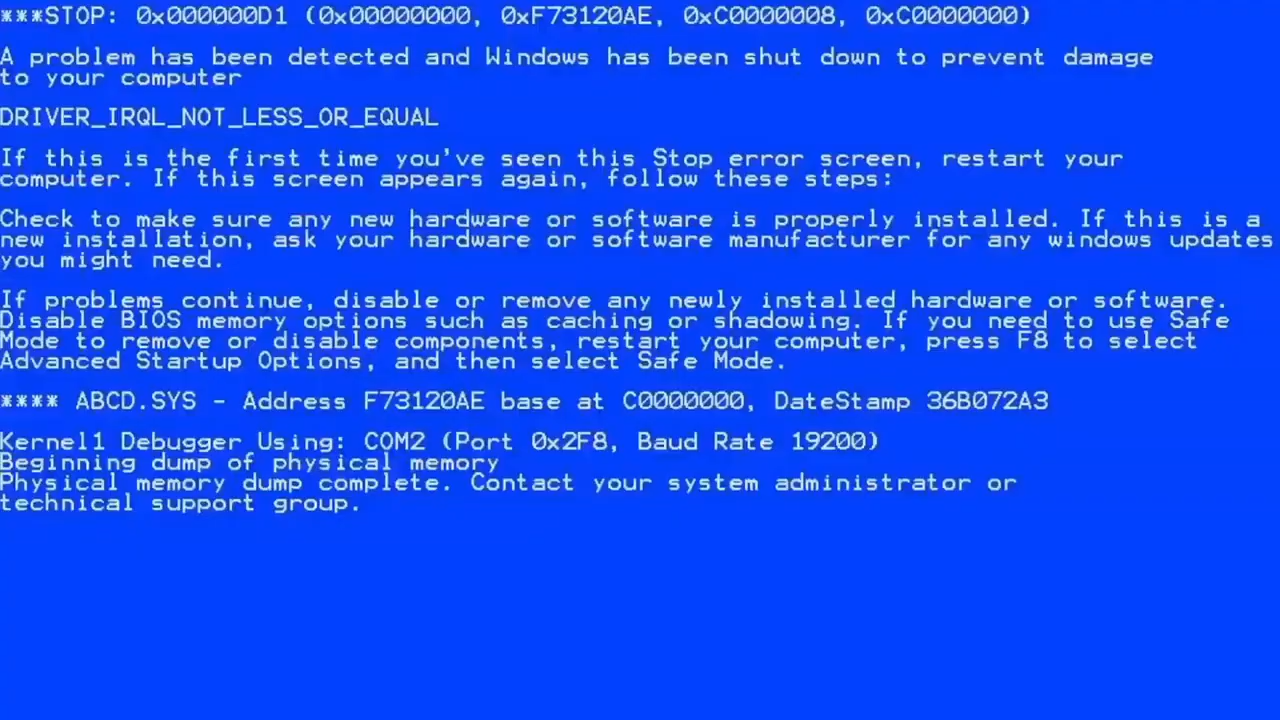 ***STOP: 0x000000D1 (0x00000000, 0xF73120AE, 0xC0000008, 0xC0000000)
A problem has been detected and Windows has been shut down to prevent damage
to your computer
DRIVER_IRQL_NOT_LESS_OR_EQUAL
If this is the first time you've seen this Stop error screen, restart your
computer. If this screen appears again, follow these steps:
Check to make sure any new hardware or software is properly installed. If this is a
new installation, ask your hardware or software manufacturer for any windows updates
you might need.
If problems continue, disable or remove any newly installed hardware or software.
Disable BIOS memory options such as caching or shadowing. If you need to use Safe
Mode to remove or disable components, restart your computer, press F8 to select
Advanced Startup Options, and then select Safe Mode.
**** ABCD.SYS - Address F73120AE base at C0000000, DateStamp 36B072A3
Kernel1 Debugger Using: COM2 (Port 0x2F8, Baud Rate 19200)
Beginning dump of physical memory
Physical memory dump complete. Contact your system administrator or
technical support group.